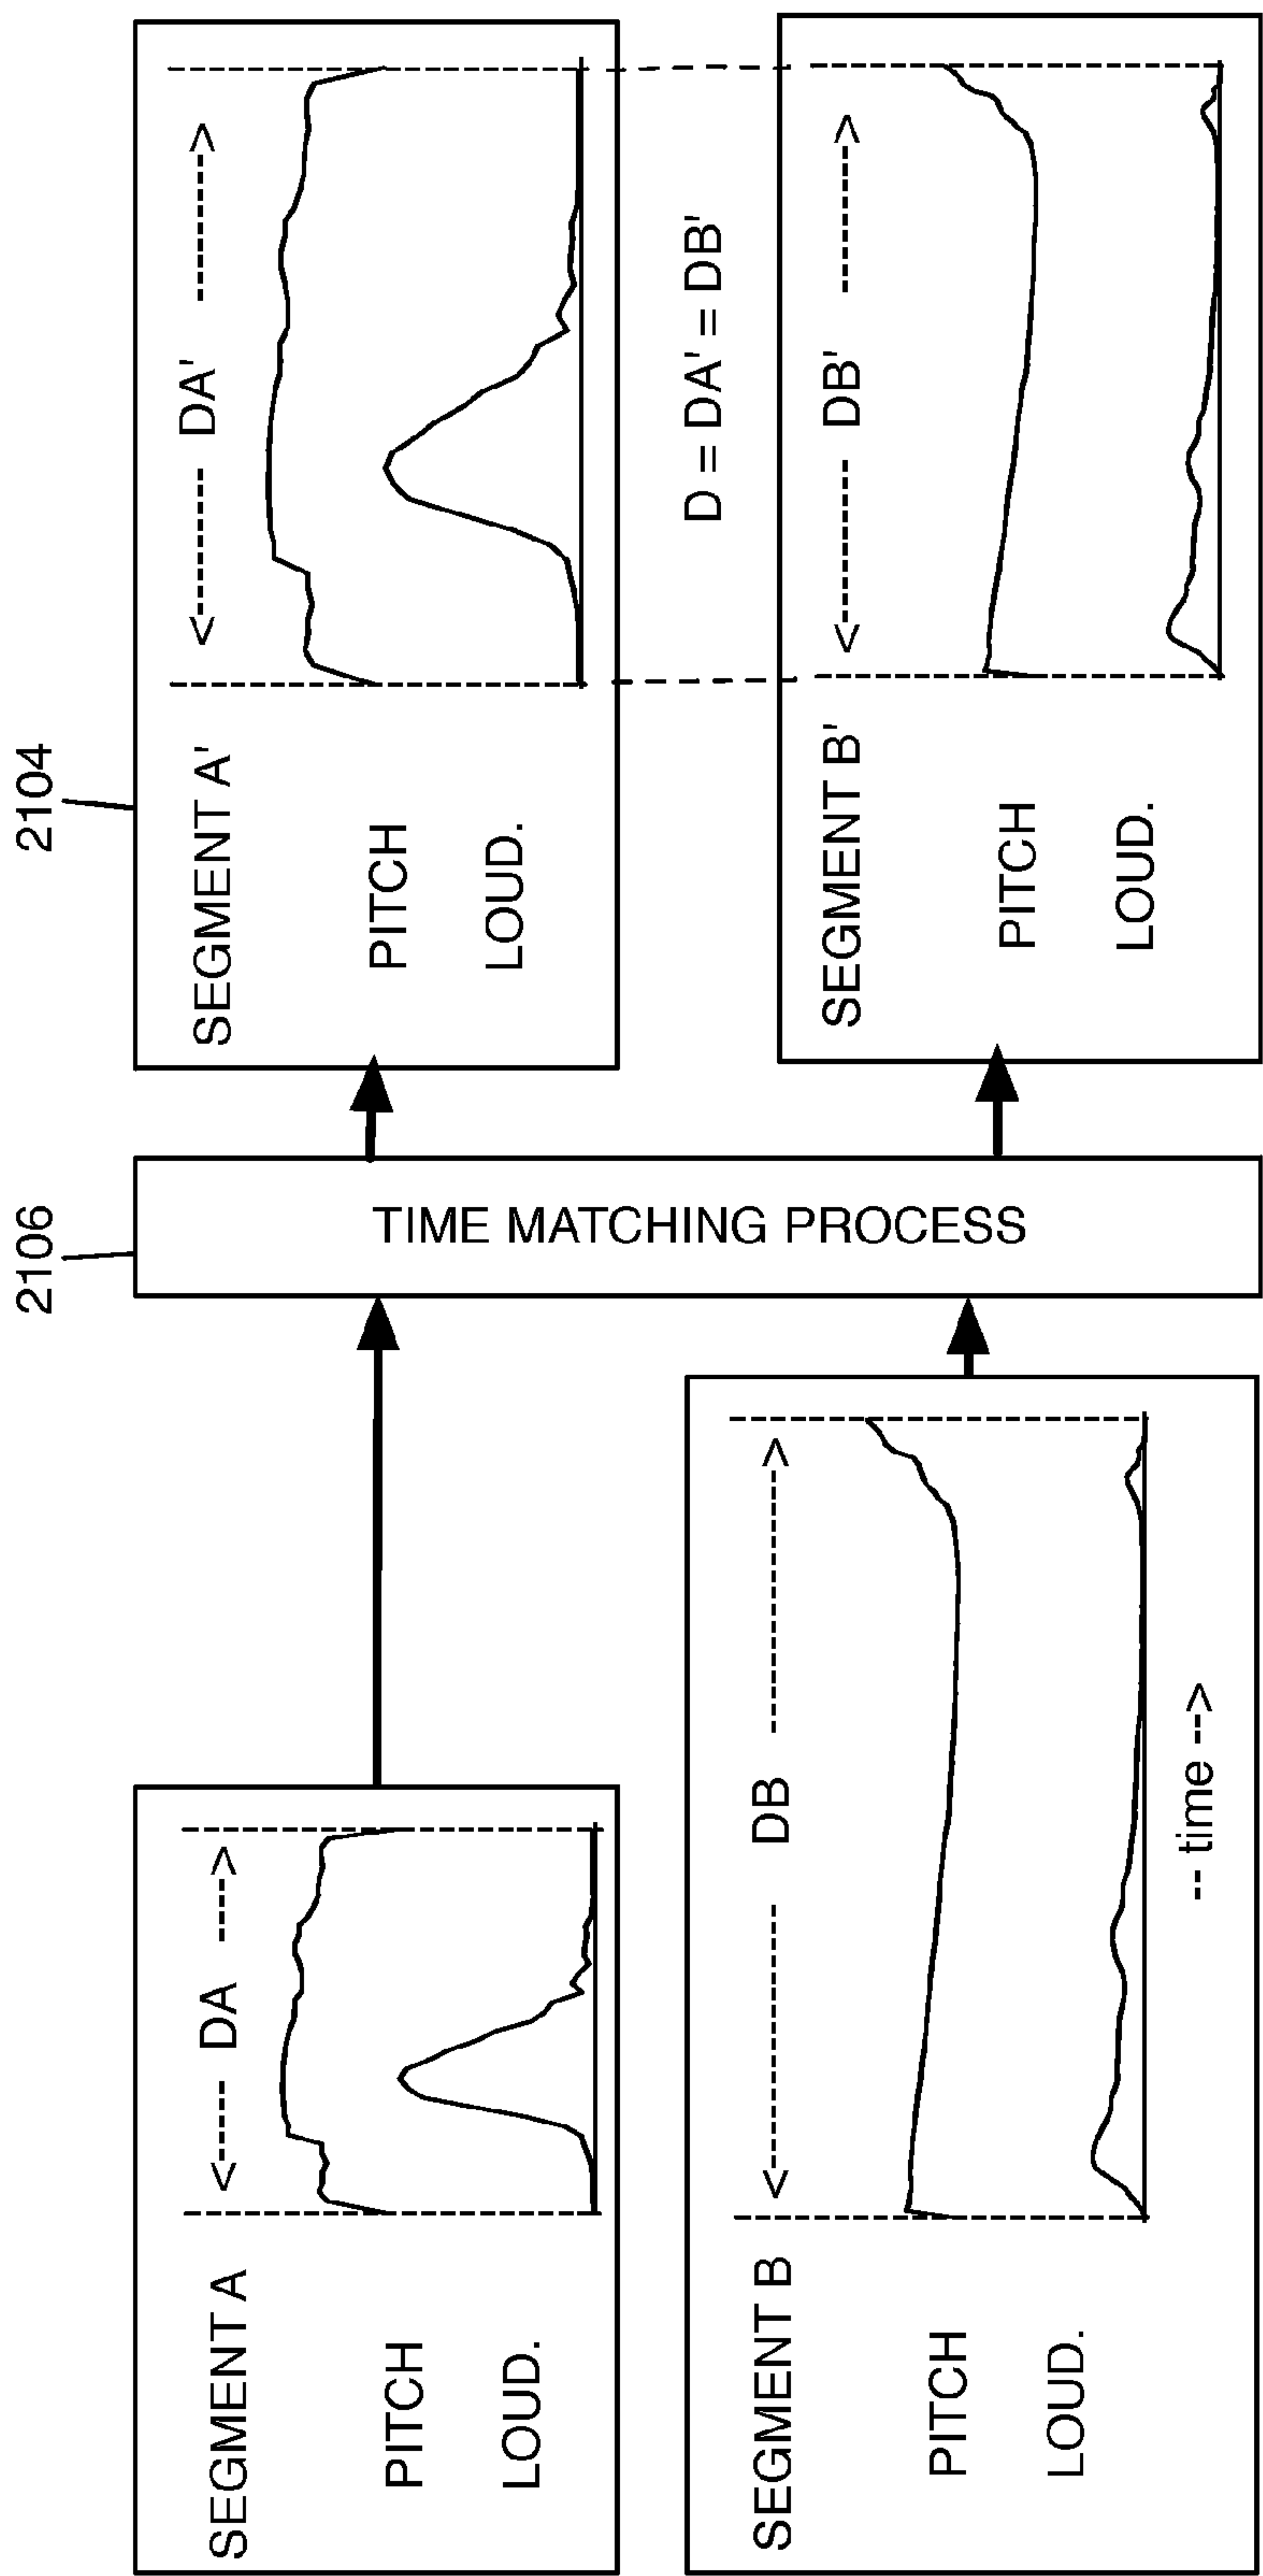 SEGMENT A
<--- DA --->
PITCH
LOUD.
SEGMENT B
<--- DB --->
PITCH
LOUD.
-- time -->
2106
TIME MATCHING PROCESS
2104
SEGMENT A'
<--- DA' --->
PITCH
LOUD.
D = DA' = DB'
SEGMENT B'
<--- DB' --->
PITCH
LOUD.